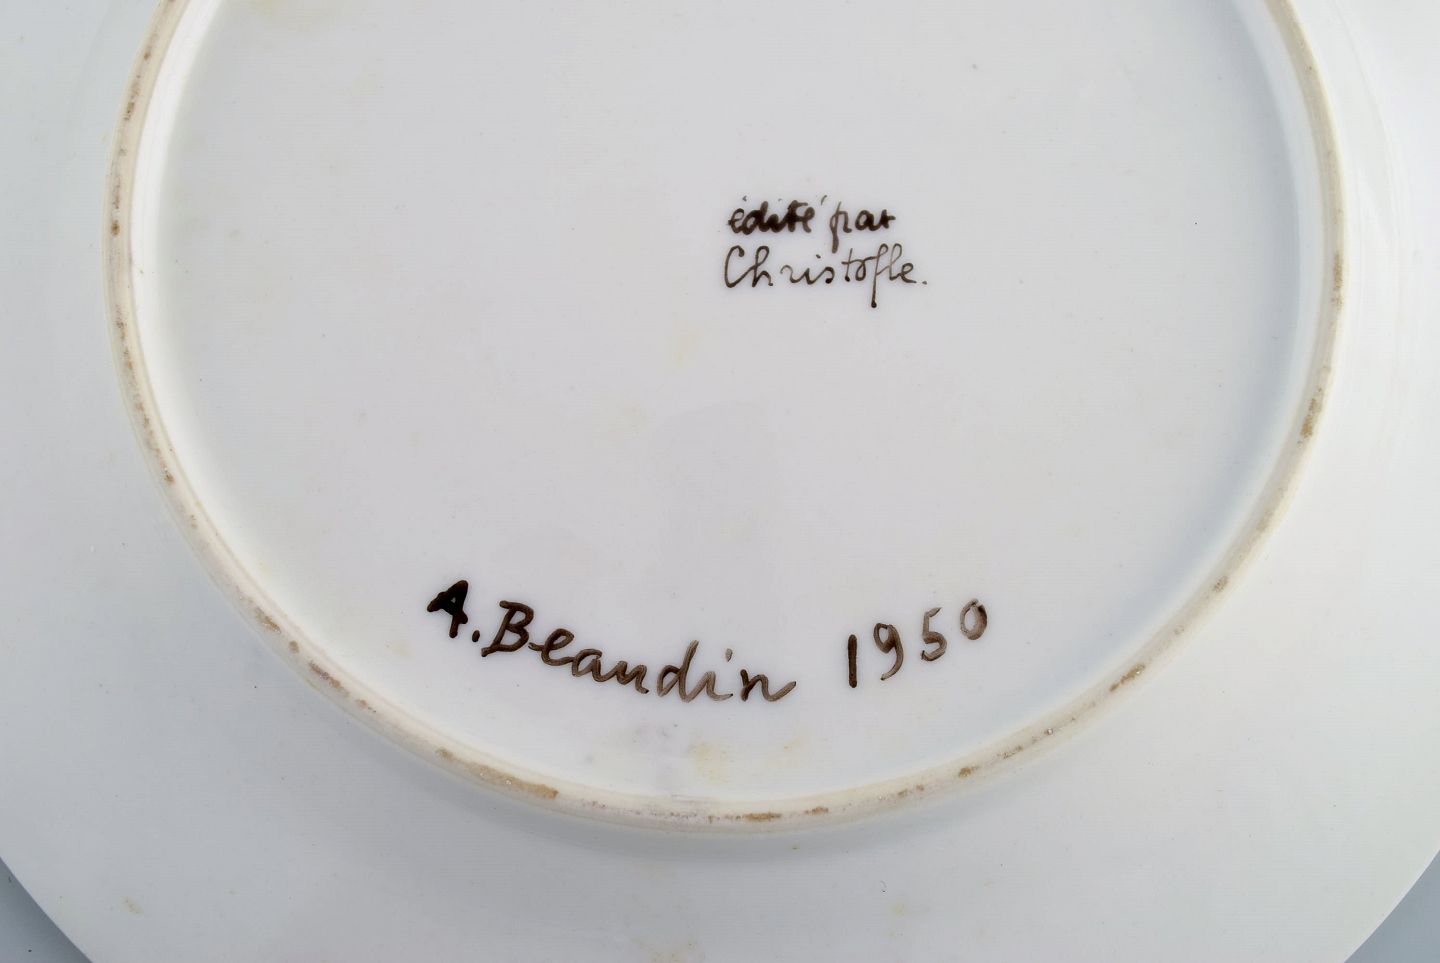 édité par
Christofle.
A. Beaudin 1950